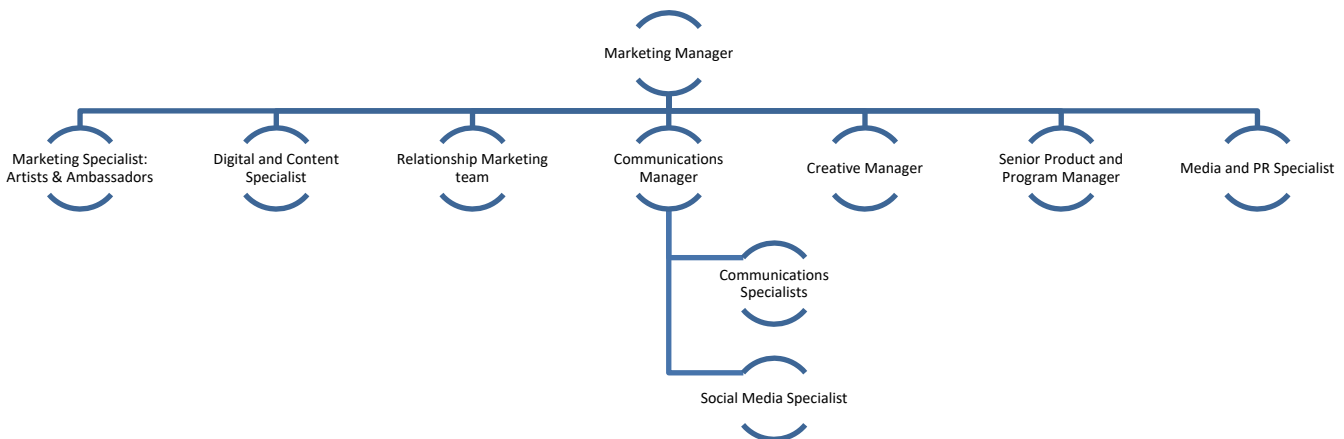 Marketing Manager
Marketing Specialist:
Artists & Ambassadors
Digital and Content
Specialist
Relationship Marketing
team
Communications
Manager
Creative Manager
Senior Product and
Program Manager
Media and PR Specialist
Communications
Specialists
Social Media Specialist